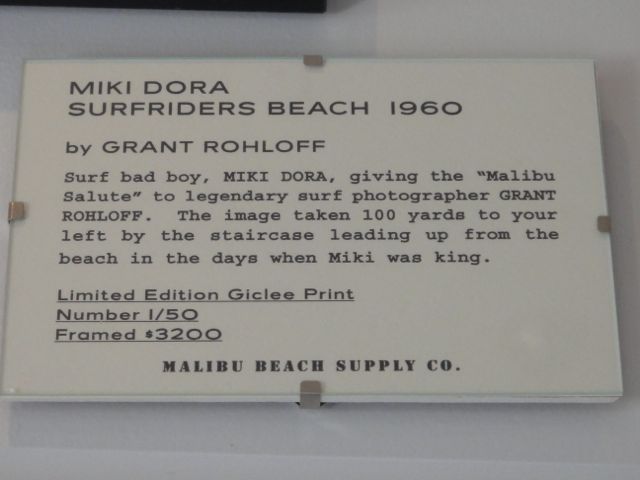 MIKI DORA
SURFRIDERS BEACH 1960
by GRANT ROHLOFF
Surf bad boy, MIKI DORA, giving the "Malibu
Salute" to legendary surf photographer GRANT
ROHLOFF. The image taken 100 yards to your
left by the staircase leading up from the
beach in the days when Miki was king.
Limited Edition Giclee Print
Number 1/50
Framed $3200
MALIBU BEACH SUPPLY CO.